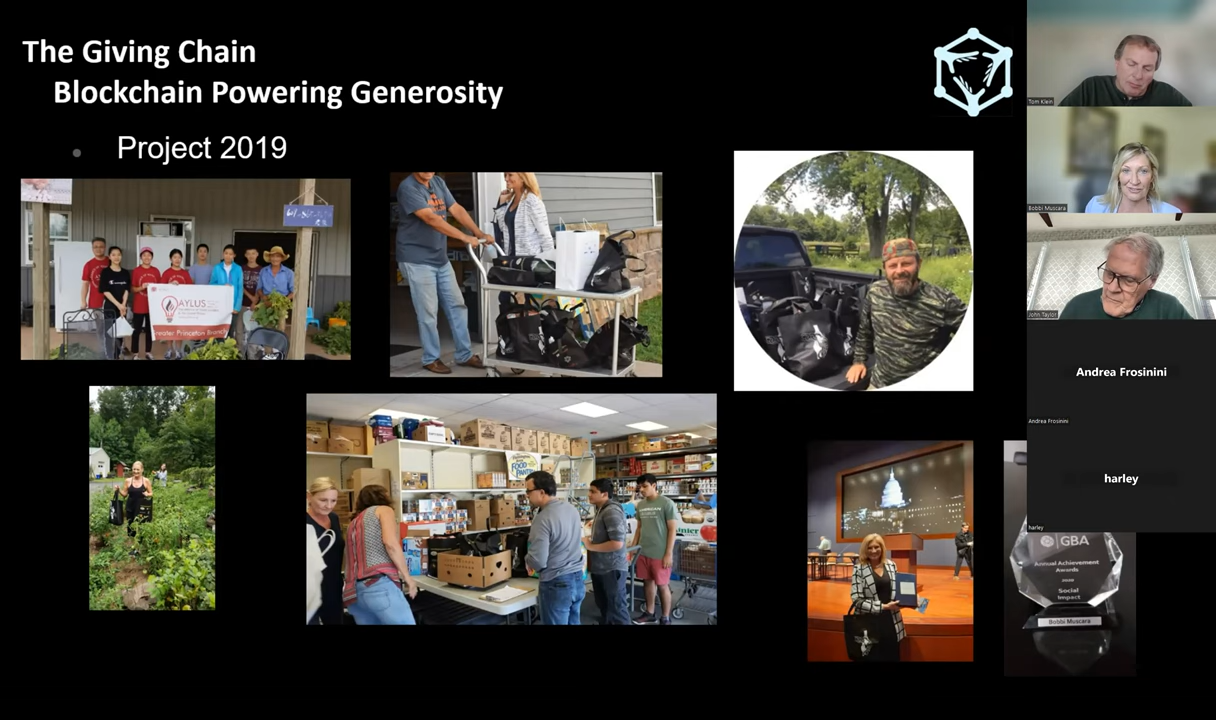 The Giving Chain
Blockchain Powering Generosity
Project 2019
AYLUS
Greater Princeton Branch
FOOD
PANTRY
GBA
Annual Achievement
Awards
2020
Social
Impact
Bobbi Muscara
Tom Klein
Bobbi Muscara
John Taylor
Andrea Frosinini
Andrea Frosinini
harley
harley